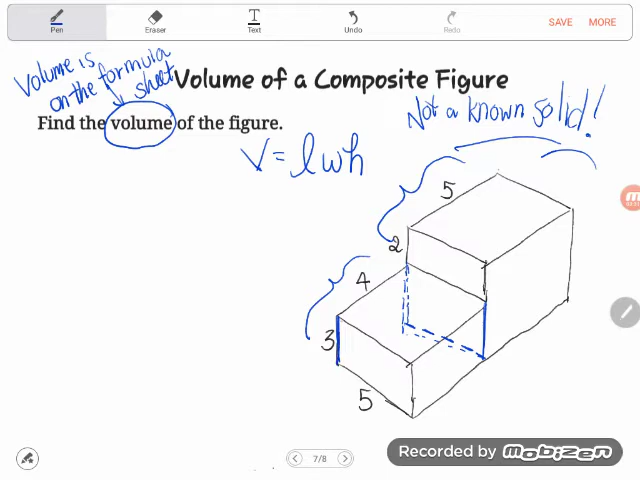 Pen
Eraser
Text
Undo
Redo
SAVE
MORE
Volume is
on the formula
sheet
Volume of a Composite Figure
Not a known solid!
Find the volume of the figure.
V = l w h
5
2
4
3
5
7/8
Recorded by
mobizen